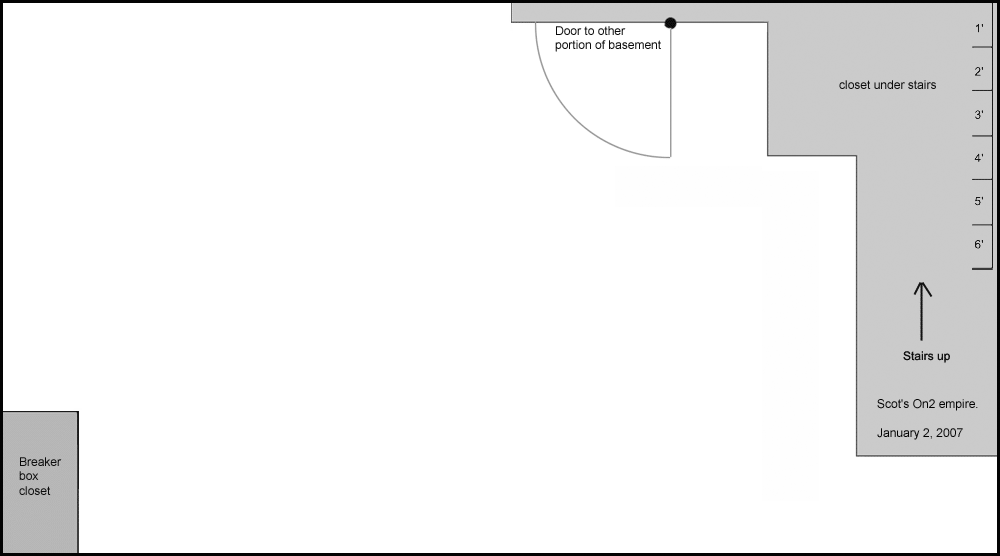 Door to other
portion of basement
1'
2'
closet under stairs
3'
4'
5'
6'
Stairs up
Scot's On2 empire.
January 2, 2007
Breaker
box
closet